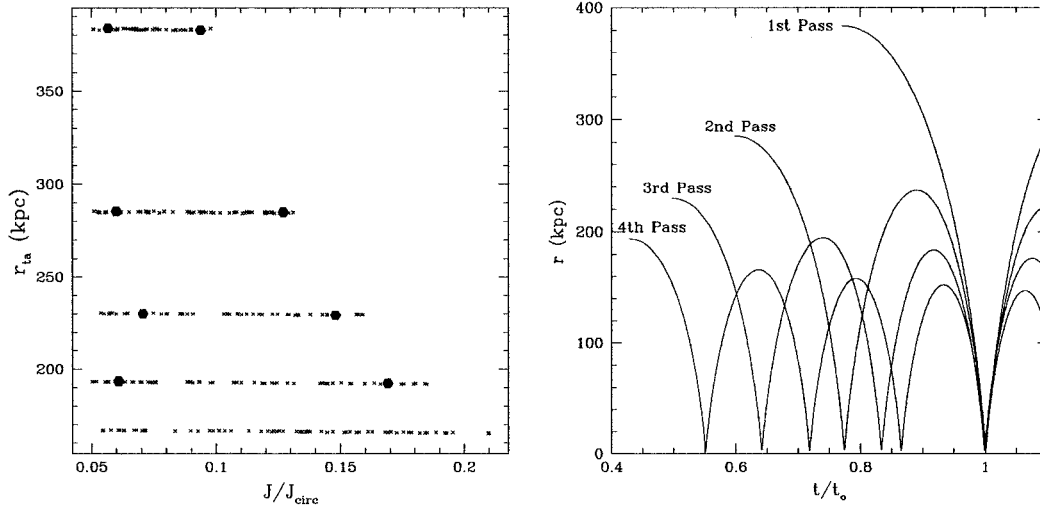 350
300
250
200
r_ta (kpc)
0.05
0.1
0.15
0.2
J/J_circ
400
300
200
100
0
r (kpc)
1st Pass
2nd Pass
3rd Pass
4th Pass
0.4
0.6
0.8
1
t/t_o